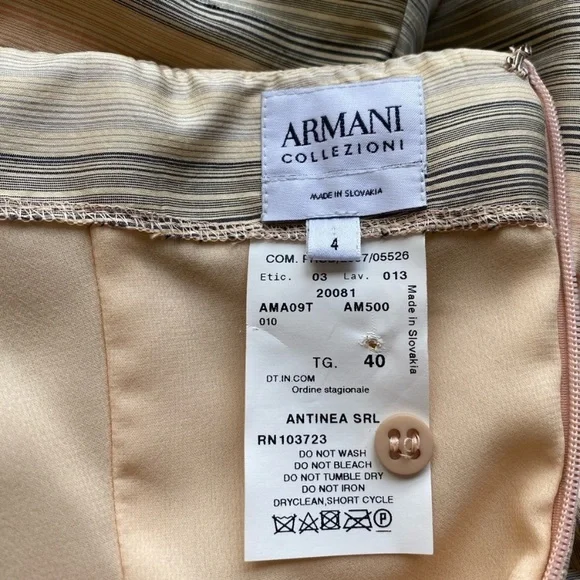 ARMANI
COLLEZIONI
MADE IN SLOVAKIA
4
COM. /05526
Etic. 03 Lav. 013
20081
AMA09T AM500
010
Made in Slovakia
TG. 40
DT.IN.COM
Ordine stagionale
ANTINEA SRL
RN103723
DO NOT WASH
DO NOT BLEACH
DO NOT TUMBLE DRY
DO NOT IRON
DRYCLEAN,SHORT CYCLE
P